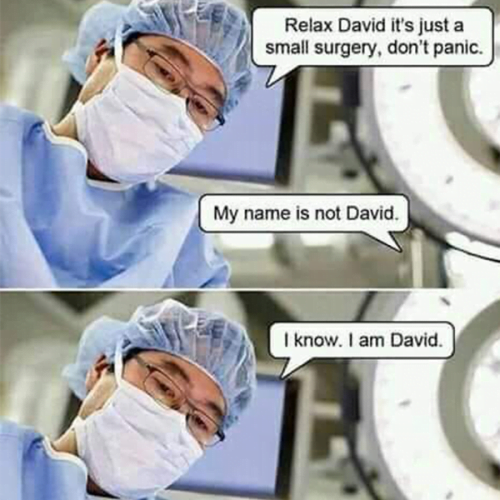 Relax David it's just a
small surgery, don't panic.
My name is not David.
I know. I am David.